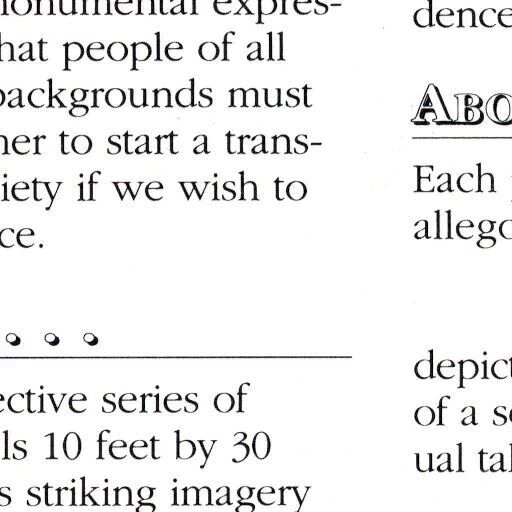 monumental expres-
hat people of all
backgrounds must
her to start a trans-
iety if we wish to
ce.
ective series of
ls 10 feet by 30
s striking imagery
dence
ABO
Each
allego
depict
of a s
ual tal